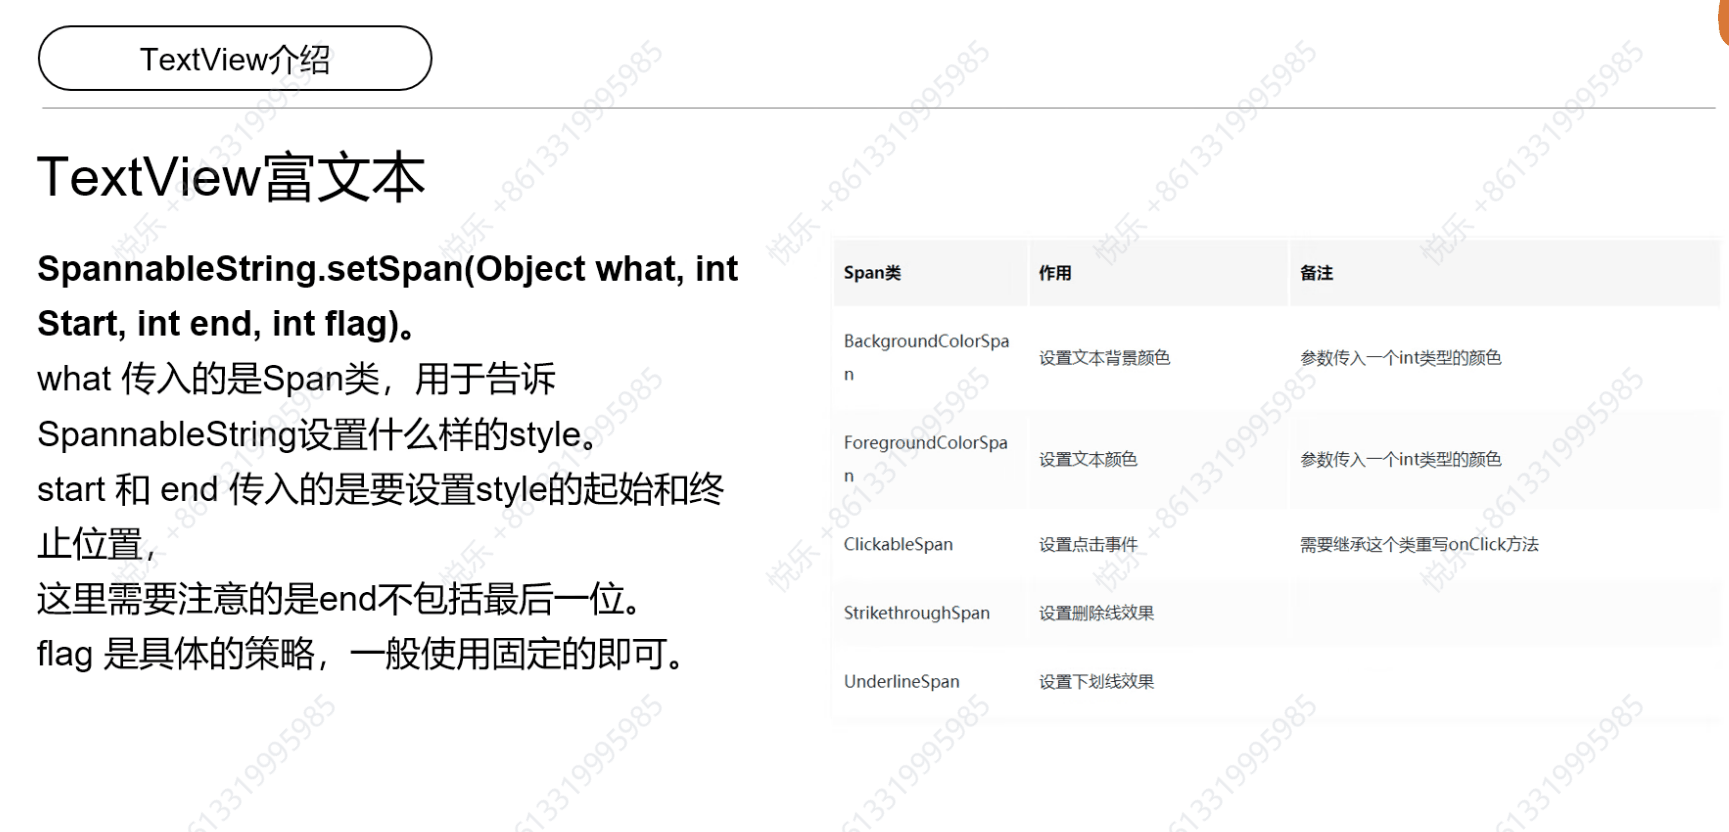 TextView介绍
TextView富文本
SpannableString.setSpan(Object what, int
Start, int end, int flag)。
what 传入的是Span类，用于告诉
SpannableString设置什么样的style。
start 和 end 传入的是要设置style的起始和终
止位置，
这里需要注意的是end不包括最后一位。
flag 是具体的策略，一般使用固定的即可。
Span类 作用 备注
BackgroundColorSpa
n
设置文本背景颜色 参数传入一个int类型的颜色
ForegroundColorSpa
n
设置文本颜色 参数传入一个int类型的颜色
ClickableSpan 设置点击事件 需要继承这个类重写onClick方法
StrikethroughSpan 设置删除线效果
UnderlineSpan 设置下划线效果
悦乐 +8613319995985